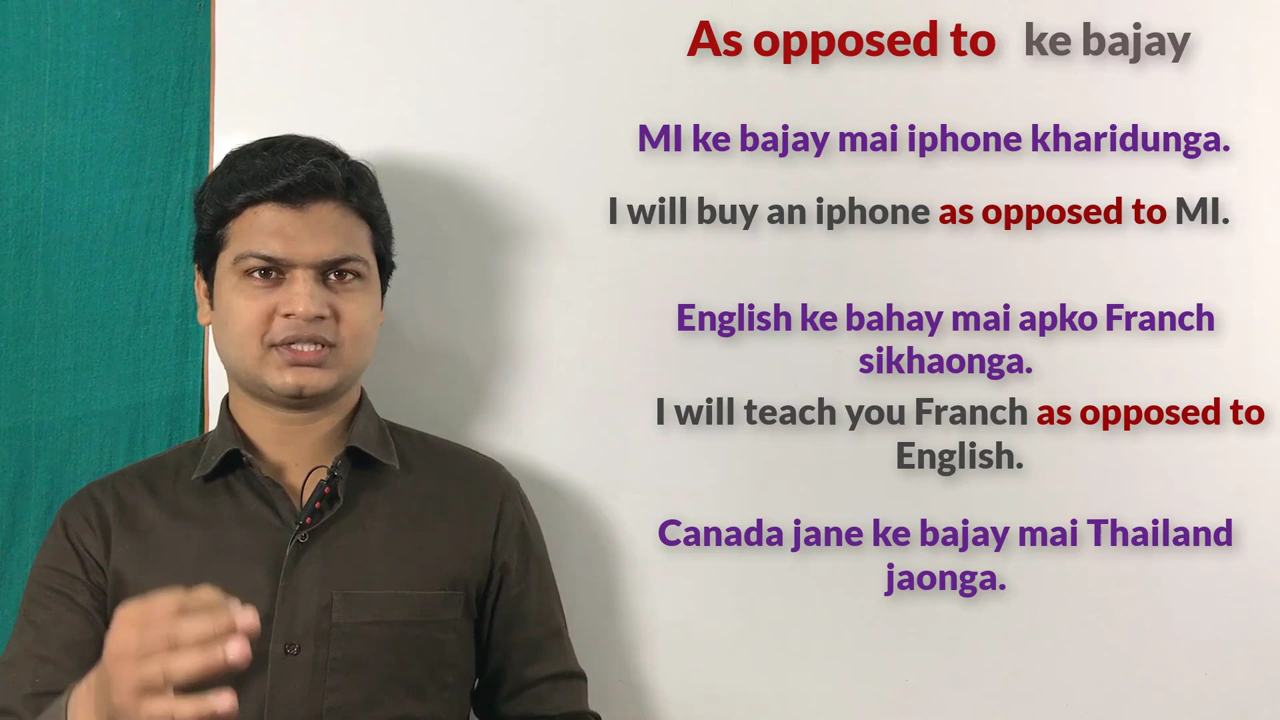 As opposed to ke bajay
MI ke bajay mai iphone kharidunga.
I will buy an iphone as opposed to MI.
English ke bahay mai apko Franch
sikhaonga.
I will teach you Franch as opposed to
English.
Canada jane ke bajay mai Thailand
jaonga.